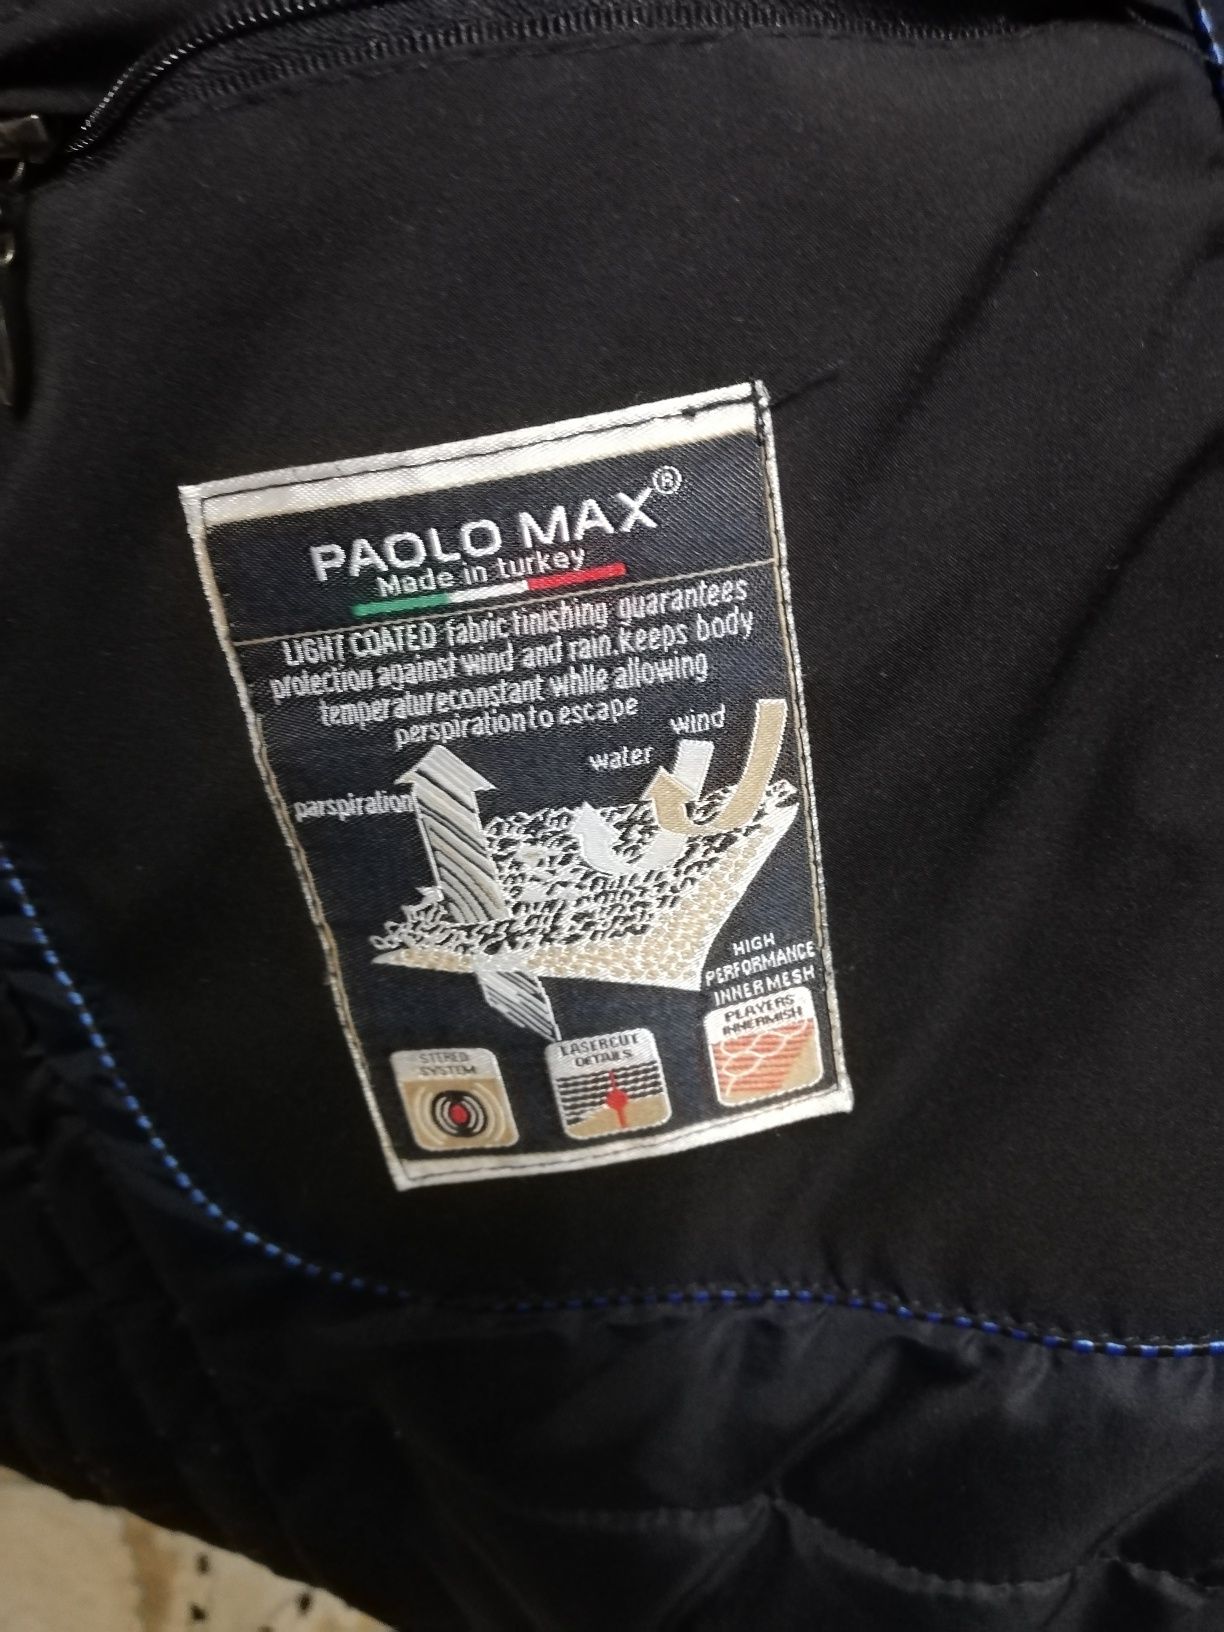 PAOLO MAX®
Made in turkey
LIGHT COATED fabric finishing guarantees
protection against wind and rain.keeps body
temperatureconstant while allowing
perspiration to escape
wind
water
parspiration
HIGH
PERFORMANCE
INNERMESH
PLAYERS
INNERMISH
LASERCUT
DETAILS
STEREO
SYSTEM